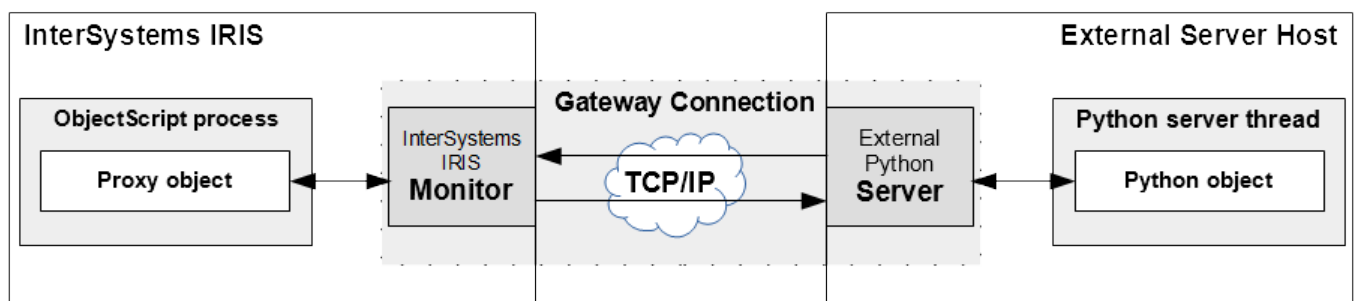 InterSystems IRIS
External Server Host
Gateway Connection
ObjectScript process
Proxy object
InterSystems
IRIS
Monitor
TCP/IP
External
Python
Server
Python server thread
Python object